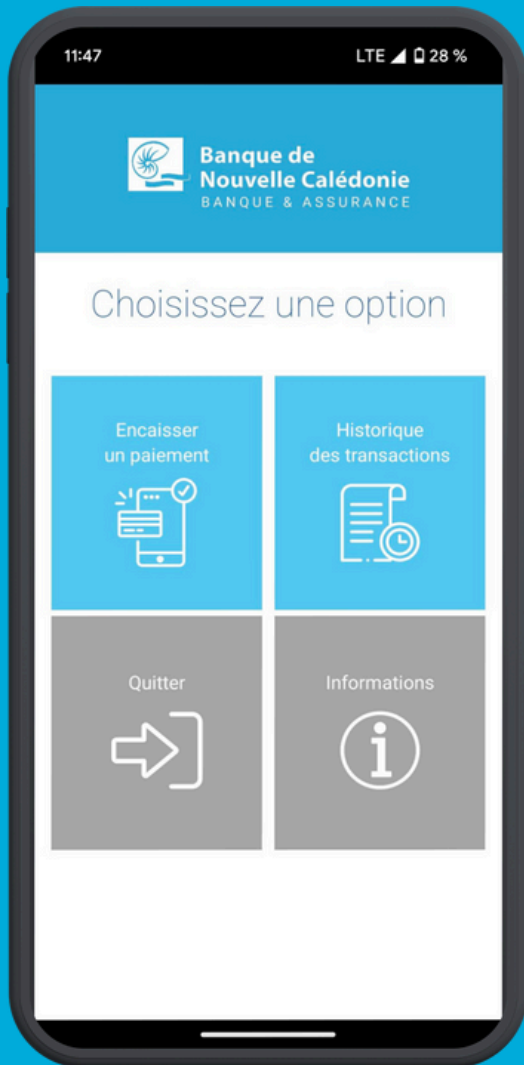 11:47
LTE 28 %
Banque de
Nouvelle Calédonie
BANQUE & ASSURANCE
Choisissez une option
Encaisser
un paiement
Historique
des transactions
Quitter
Informations